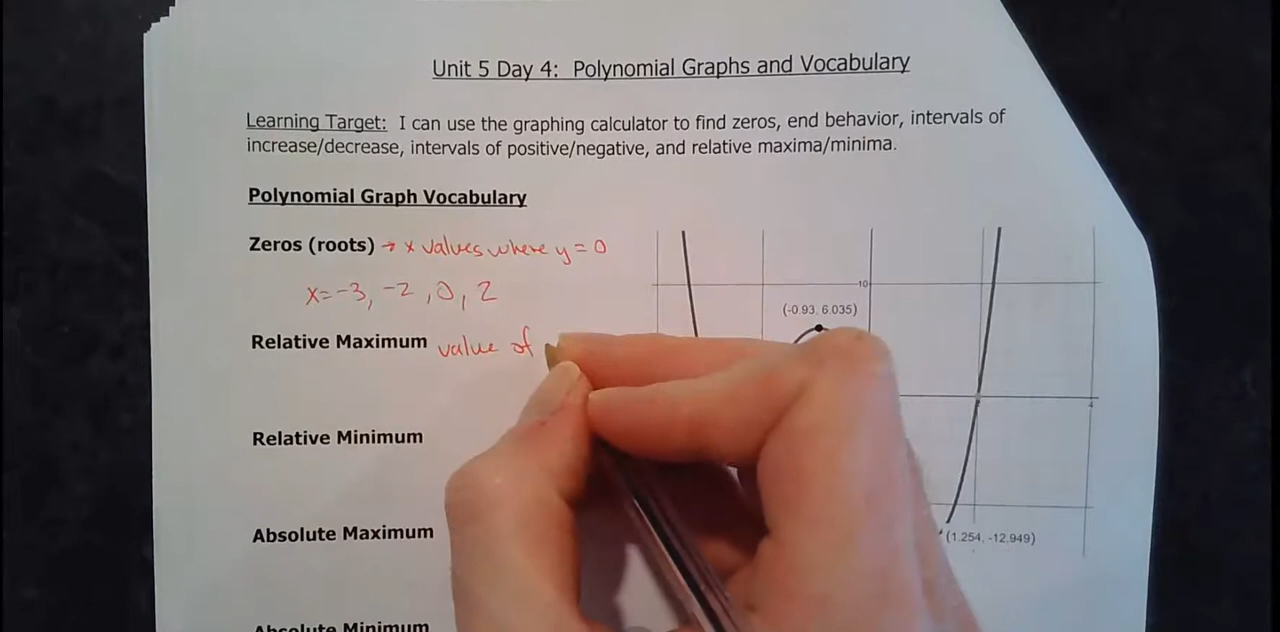 Unit 5 Day 4: Polynomial Graphs and Vocabulary
Learning Target: I can use the graphing calculator to find zeros, end behavior, intervals of
increase/decrease, intervals of positive/negative, and relative maxima/minima.
Polynomial Graph Vocabulary
Zeros (roots) → x values where y = 0
x = -3, -2, 0, 2
10
(-0.93, 6.035)
Relative Maximum value of
4
Relative Minimum
Absolute Maximum
(1.254, -12.949)
Absolute Minimum